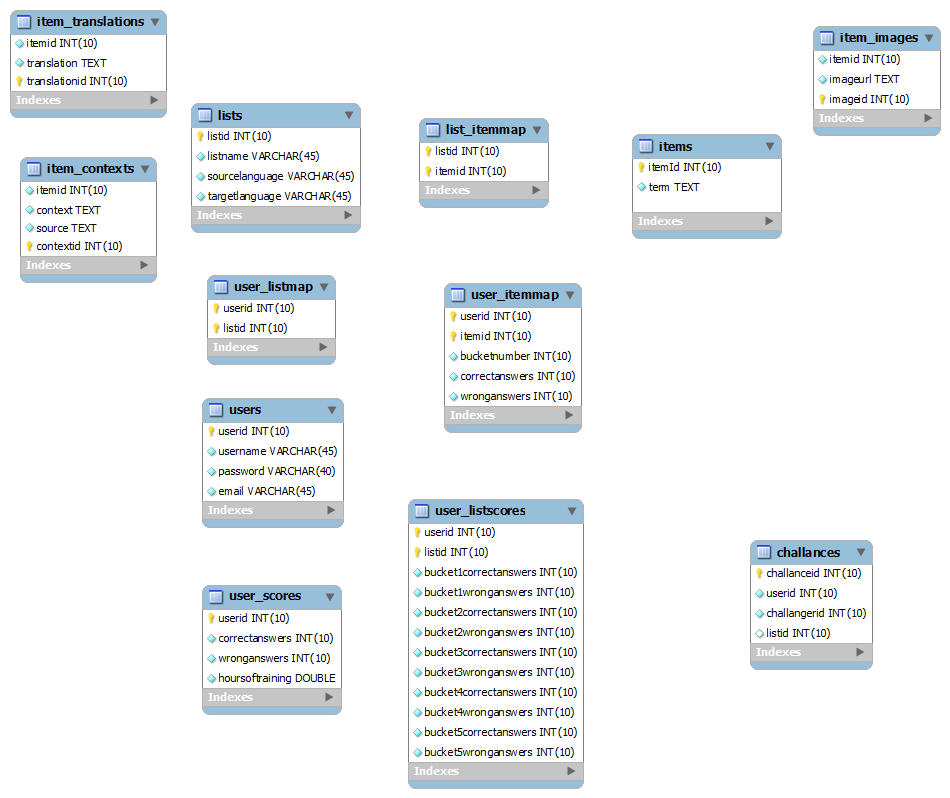 item_translations
itemid INT(10)
translation TEXT
translationid INT(10)
Indexes
item_contexts
itemid INT(10)
context TEXT
source TEXT
contextid INT(10)
Indexes
lists
listid INT(10)
listname VARCHAR(45)
sourcelanguage VARCHAR(45)
targetlanguage VARCHAR(45)
Indexes
list_itemmap
listid INT(10)
itemid INT(10)
Indexes
items
itemId INT(10)
term TEXT
Indexes
item_images
itemid INT(10)
imageurl TEXT
imageid INT(10)
Indexes
user_listmap
userid INT(10)
listid INT(10)
Indexes
user_itemmap
userid INT(10)
itemid INT(10)
bucketnumber INT(10)
correctanswers INT(10)
wronganswers INT(10)
Indexes
users
userid INT(10)
username VARCHAR(45)
password VARCHAR(40)
email VARCHAR(45)
Indexes
user_scores
userid INT(10)
correctanswers INT(10)
wronganswers INT(10)
hoursoftraining DOUBLE
Indexes
user_listscores
userid INT(10)
listid INT(10)
bucket1correctanswers INT(10)
bucket1wronganswers INT(10)
bucket2correctanswers INT(10)
bucket2wronganswers INT(10)
bucket3correctanswers INT(10)
bucket3wronganswers INT(10)
bucket4correctanswers INT(10)
bucket4wronganswers INT(10)
bucket5correctanswers INT(10)
bucket5wronganswers INT(10)
Indexes
challances
challanceid INT(10)
userid INT(10)
challangerid INT(10)
listid INT(10)
Indexes